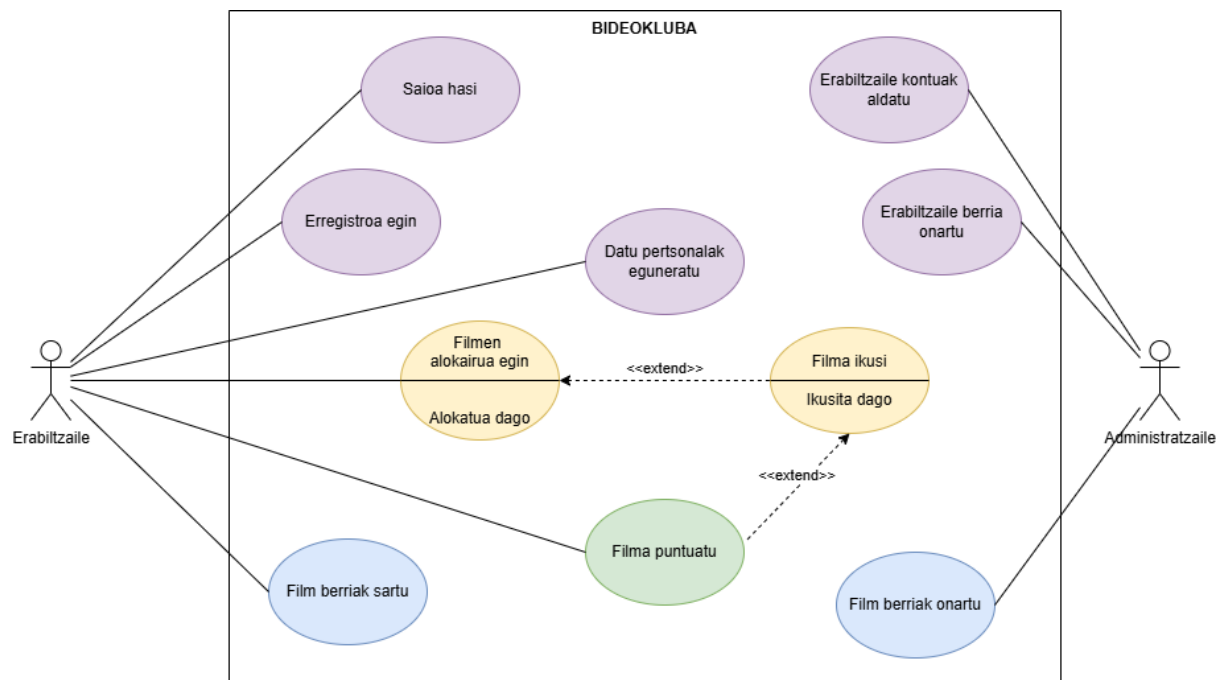 BIDEOKLUBA
Saioa hasi
Erabiltzaile kontuak
aldatu
Erregistroa egin
Erabiltzaile berria
onartu
Datu pertsonalak
eguneratu
Filmen
alokairua egin
Alokatua dago
<<extend>>
Filma ikusi
Ikusita dago
Erabiltzaile
Administratzaile
<<extend>>
Filma puntuatu
Film berriak sartu
Film berriak onartu